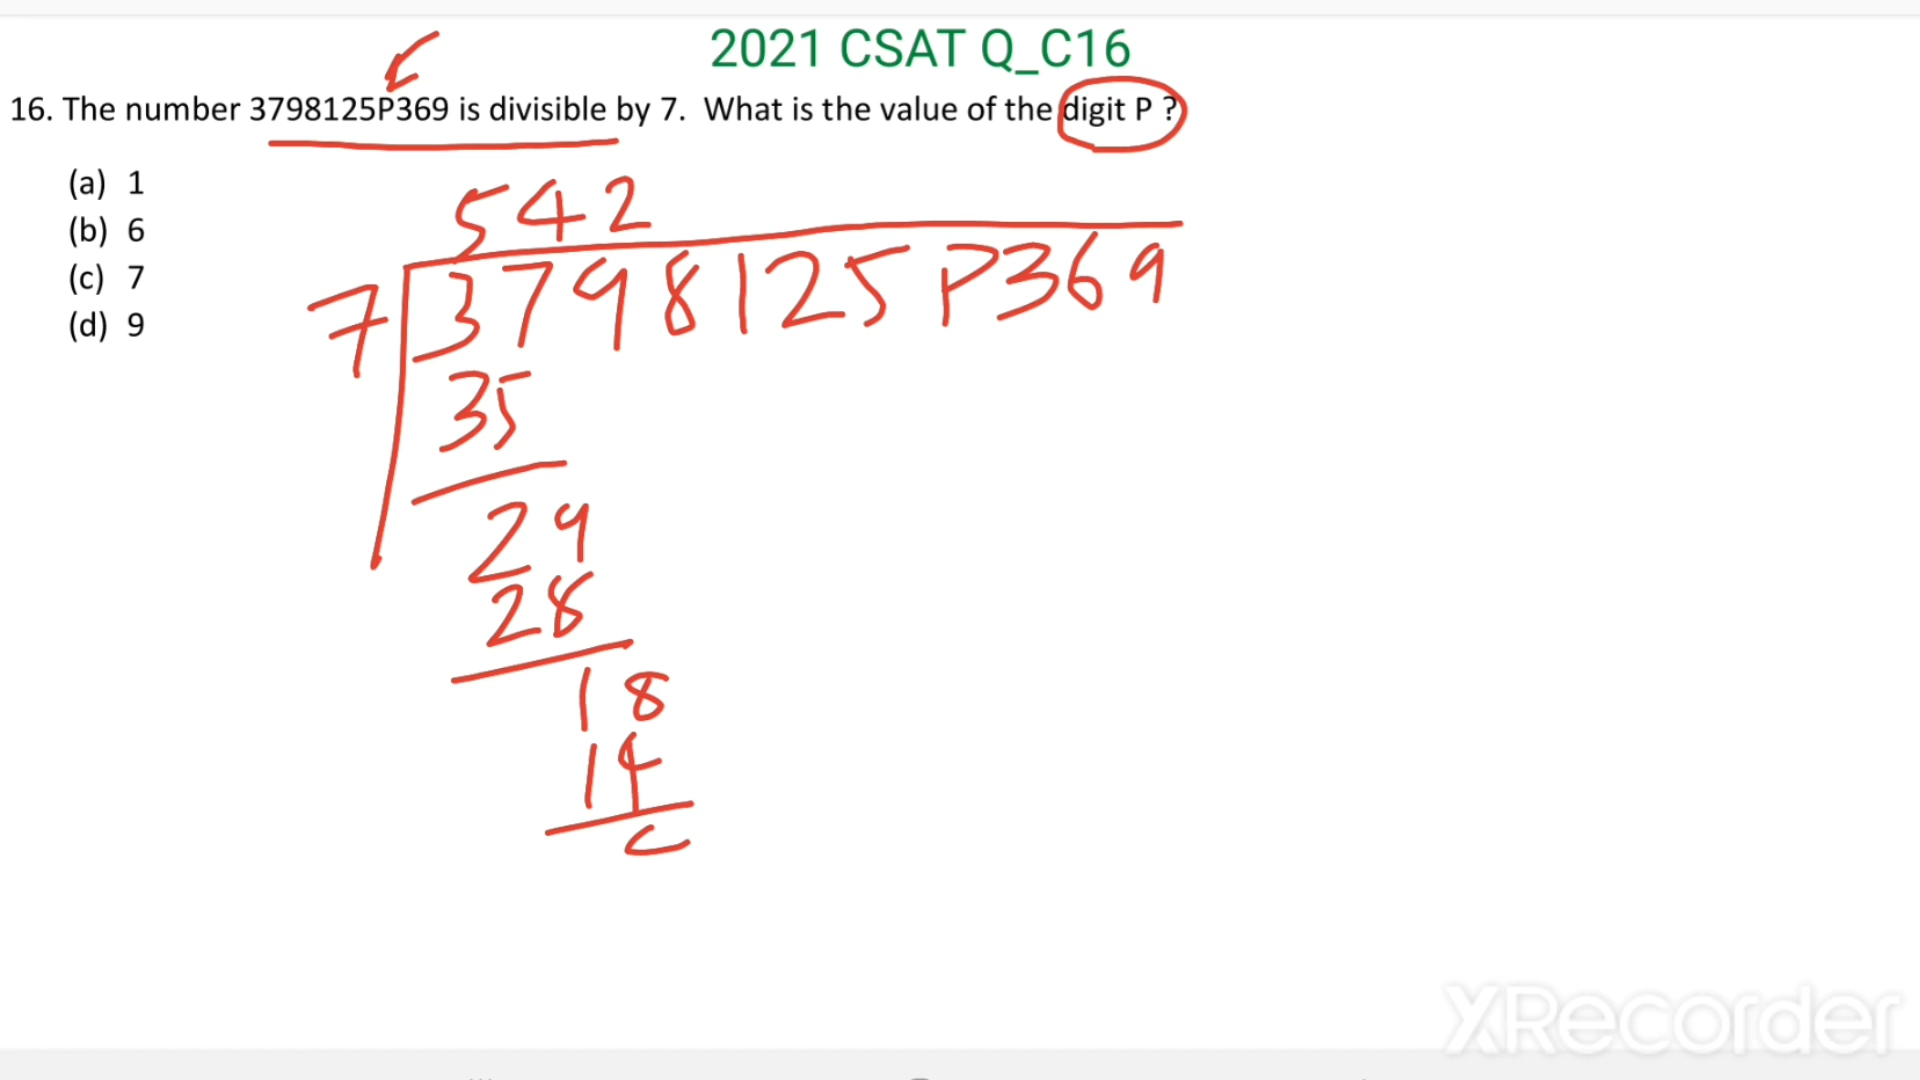 2021 CSAT Q_C16
16. The number 3798125P369 is divisible by 7. What is the value of the digit P ?
(a) 1
(b) 6
(c) 7
(d) 9
542
7 3798125P369
35
29
28
18
14
XRecorder